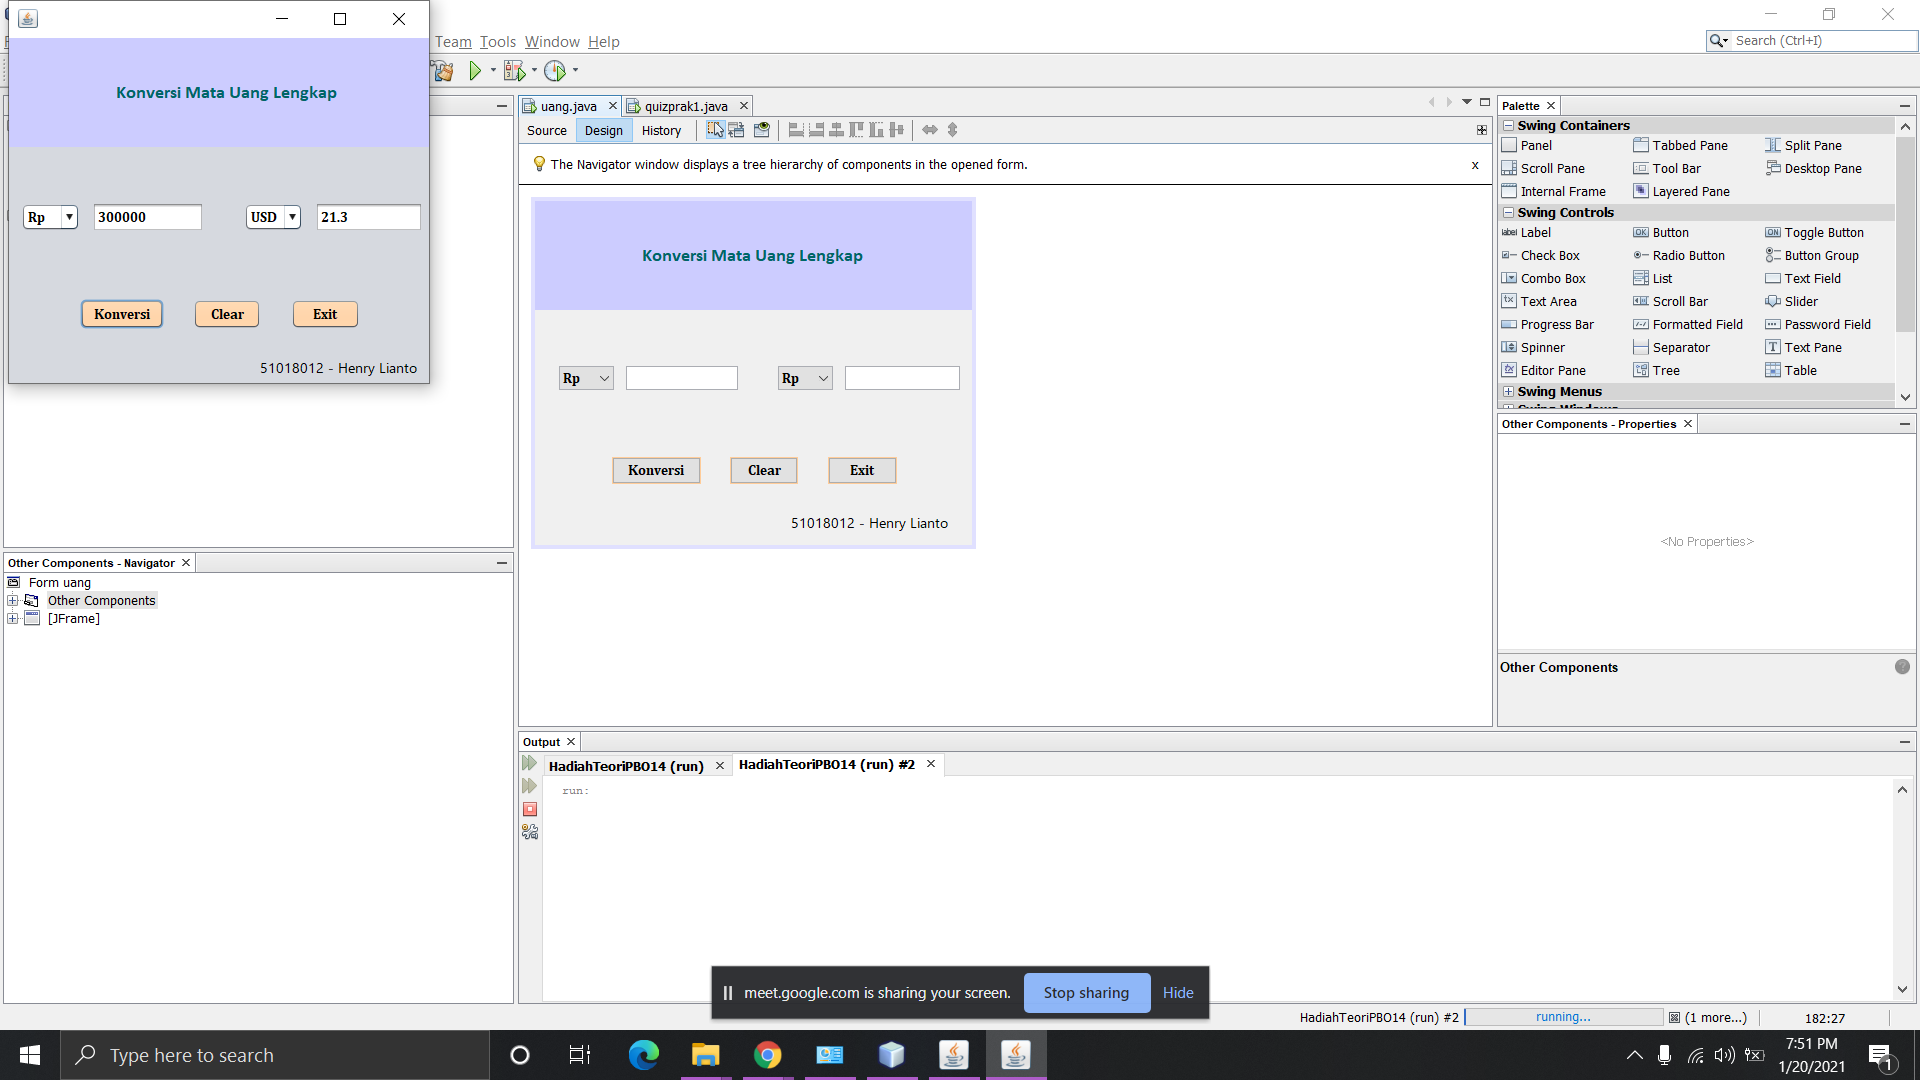 Team Tools Window Help
Search (Ctrl+I)
Konversi Mata Uang Lengkap
Rp 300000 USD 21.3
Konversi Clear Exit
51018012 - Henry Lianto
uang.java quizprak1.java
Source Design History
The Navigator window displays a tree hierarchy of components in the opened form. x
Konversi Mata Uang Lengkap
Rp Rp
Konversi Clear Exit
51018012 - Henry Lianto
Palette
Swing Containers
Panel Tabbed Pane Split Pane
Scroll Pane Tool Bar Desktop Pane
Internal Frame Layered Pane
Swing Controls
Label Button Toggle Button
Check Box Radio Button Button Group
Combo Box List Text Field
Text Area Scroll Bar Slider
Progress Bar Formatted Field Password Field
Spinner Separator Text Pane
Editor Pane Tree Table
Swing Menus
Other Components - Properties
<No Properties>
Other Components
Other Components - Navigator
Form uang
Other Components
[JFrame]
Output
HadiahTeoriPBO14 (run) HadiahTeoriPBO14 (run) #2
run:
meet.google.com is sharing your screen. Stop sharing Hide
HadiahTeoriPBO14 (run) #2 running... (1 more...) 182:27
Type here to search
7:51 PM
1/20/2021
1